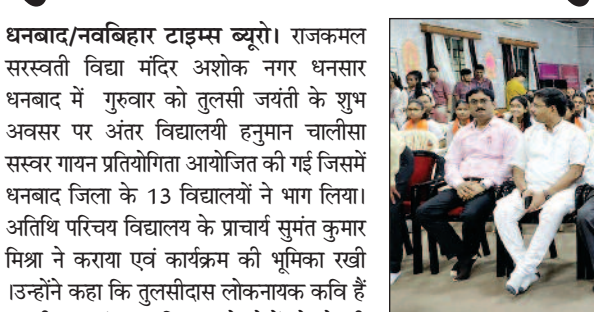 धनबाद/नवबिहार टाइम्स ब्यूरो। राजकमल
सरस्वती विद्या मंदिर अशोक नगर धनसार
धनबाद में गुरुवार को तुलसी जयंती के शुभ
अवसर पर अंतर विद्यालयी हनुमान चालीसा
सस्वर गायन प्रतियोगिता आयोजित की गई जिसमें
धनबाद जिला के 13 विद्यालयों ने भाग लिया।
अतिथि परिचय विद्यालय के प्राचार्य सुमंत कुमार
मिश्रा ने कराया एवं कार्यक्रम की भूमिका रखी
।उन्होंने कहा कि तुलसीदास लोकनायक कवि हैं